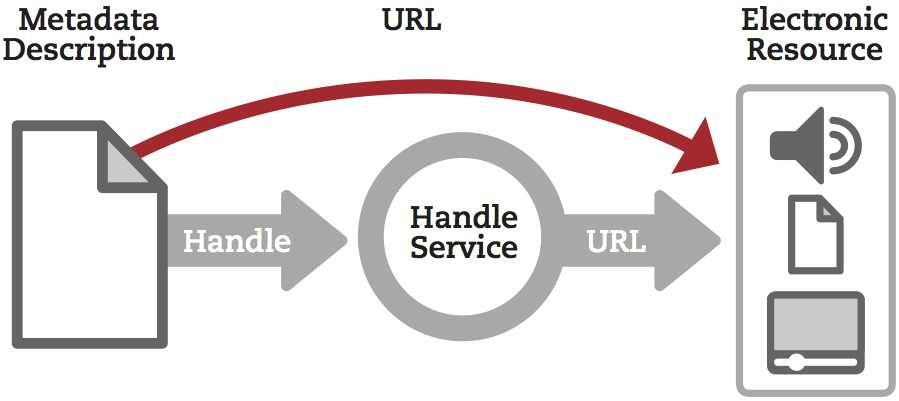 Metadata
Description
URL
Electronic
Resource
Handle
Handle
Service
URL